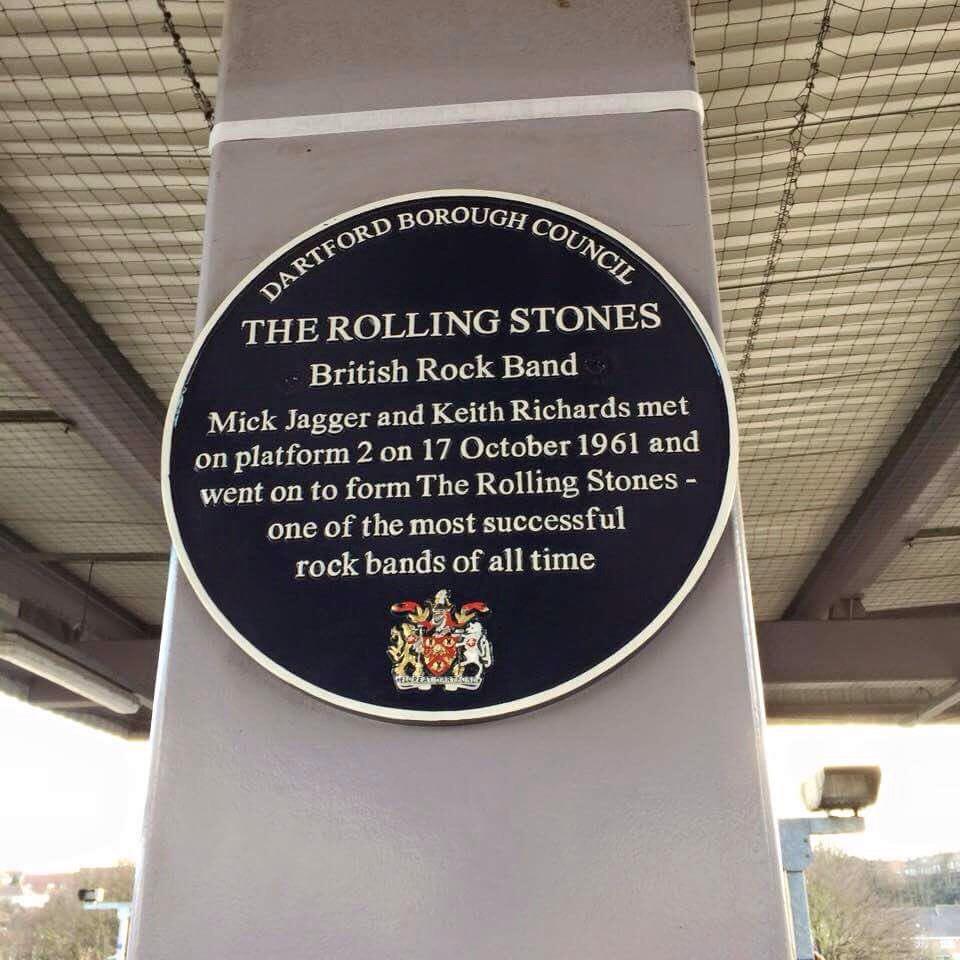 DARTFORD BOROUGH COUNCIL
THE ROLLING STONES
British Rock Band
Mick Jagger and Keith Richards met
on platform 2 on 17 October 1961 and
went on to form The Rolling Stones -
one of the most successful
rock bands of all time
FLOREAT DARTFORD